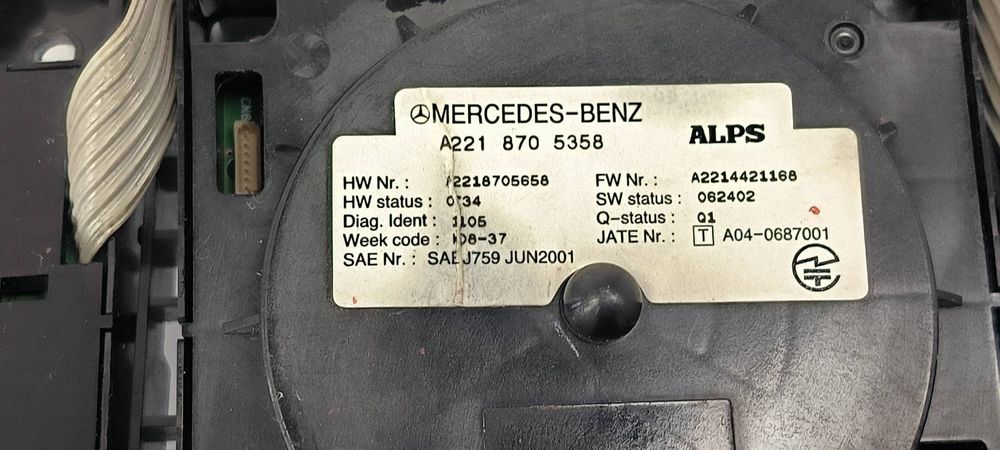 MERCEDES-BENZ
A221 870 5358
ALPS
HW Nr. : A2218705658
HW status :
Diag. Ident :
Week code :
SAE Nr. : SAE J759 JUN2001
FW Nr. : A2214421168
SW status : 062402
Q-status : Q1
JATE Nr. : T A04-0687001